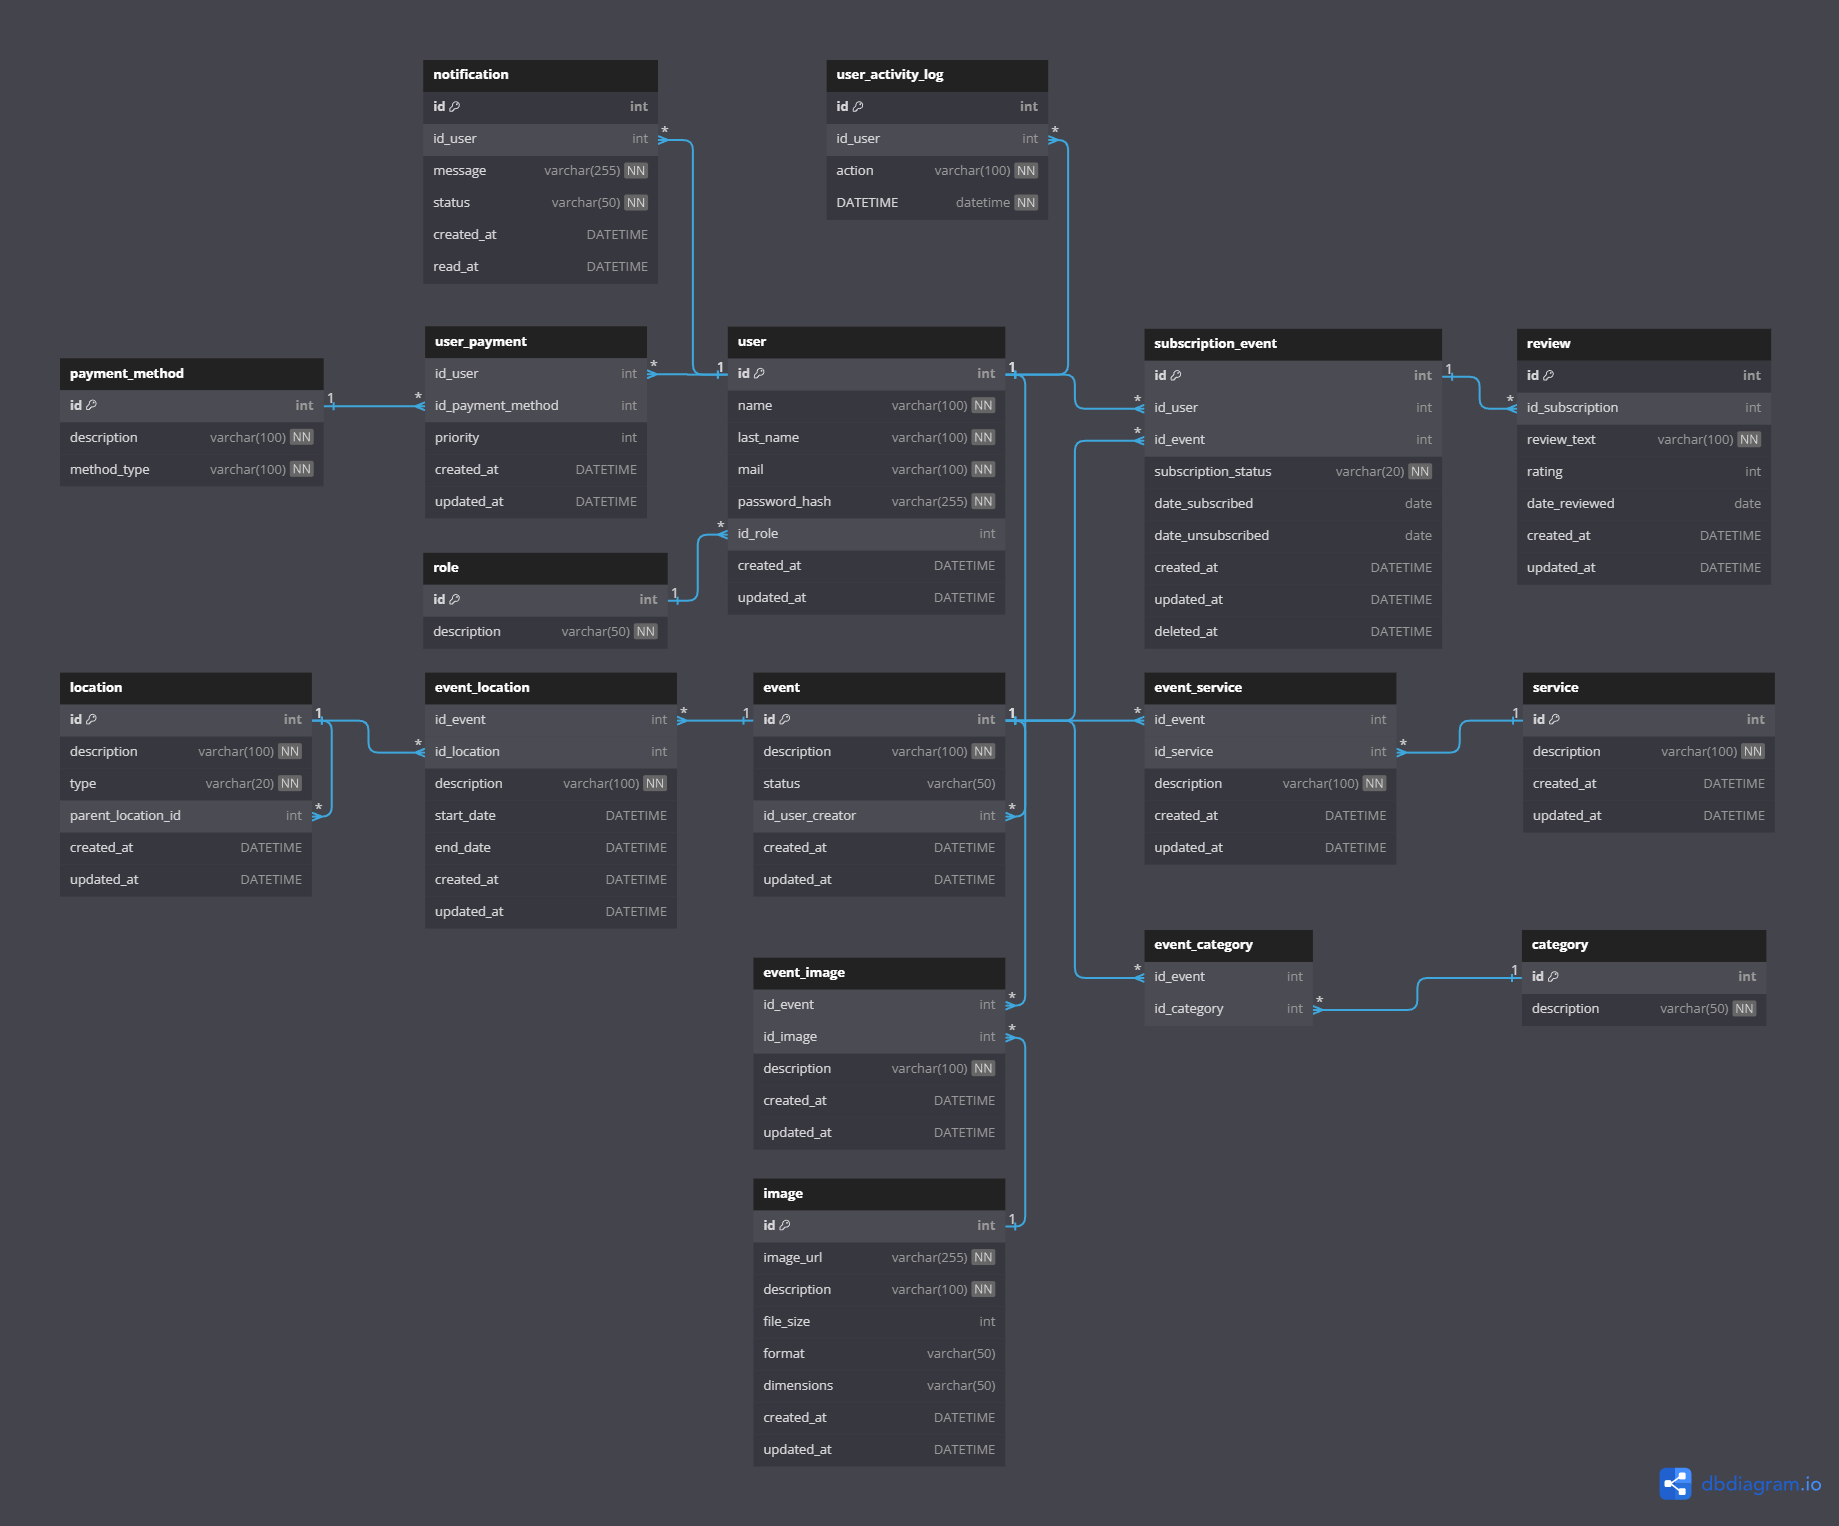 notification
id int
id_user int
message varchar(255) NN
status varchar(50) NN
created_at DATETIME
read_at DATETIME
user_activity_log
id int
id_user int
action varchar(100) NN
DATETIME datetime NN
payment_method
id int
description varchar(100) NN
method_type varchar(100) NN
user_payment
id_user int
id_payment_method int
priority int
created_at DATETIME
updated_at DATETIME
user
id int
name varchar(100) NN
last_name varchar(100) NN
mail varchar(100) NN
password_hash varchar(255) NN
id_role int
created_at DATETIME
updated_at DATETIME
subscription_event
id int
id_user int
id_event int
subscription_status varchar(20) NN
date_subscribed date
date_unsubscribed date
created_at DATETIME
updated_at DATETIME
deleted_at DATETIME
review
id int
id_subscription int
review_text varchar(100) NN
rating int
date_reviewed date
created_at DATETIME
updated_at DATETIME
role
id int
description varchar(50) NN
location
id int
description varchar(100) NN
type varchar(20) NN
parent_location_id int
created_at DATETIME
updated_at DATETIME
event_location
id_event int
id_location int
description varchar(100) NN
start_date DATETIME
end_date DATETIME
created_at DATETIME
updated_at DATETIME
event
id int
description varchar(100) NN
status varchar(50)
id_user_creator int
created_at DATETIME
updated_at DATETIME
event_service
id_event int
id_service int
description varchar(100) NN
created_at DATETIME
updated_at DATETIME
service
id int
description varchar(100) NN
created_at DATETIME
updated_at DATETIME
event_category
id_event int
id_category int
category
id int
description varchar(50) NN
event_image
id_event int
id_image int
description varchar(100) NN
created_at DATETIME
updated_at DATETIME
image
id int
image_url varchar(255) NN
description varchar(100) NN
file_size int
format varchar(50)
dimensions varchar(50)
created_at DATETIME
updated_at DATETIME
dbdiagram.io